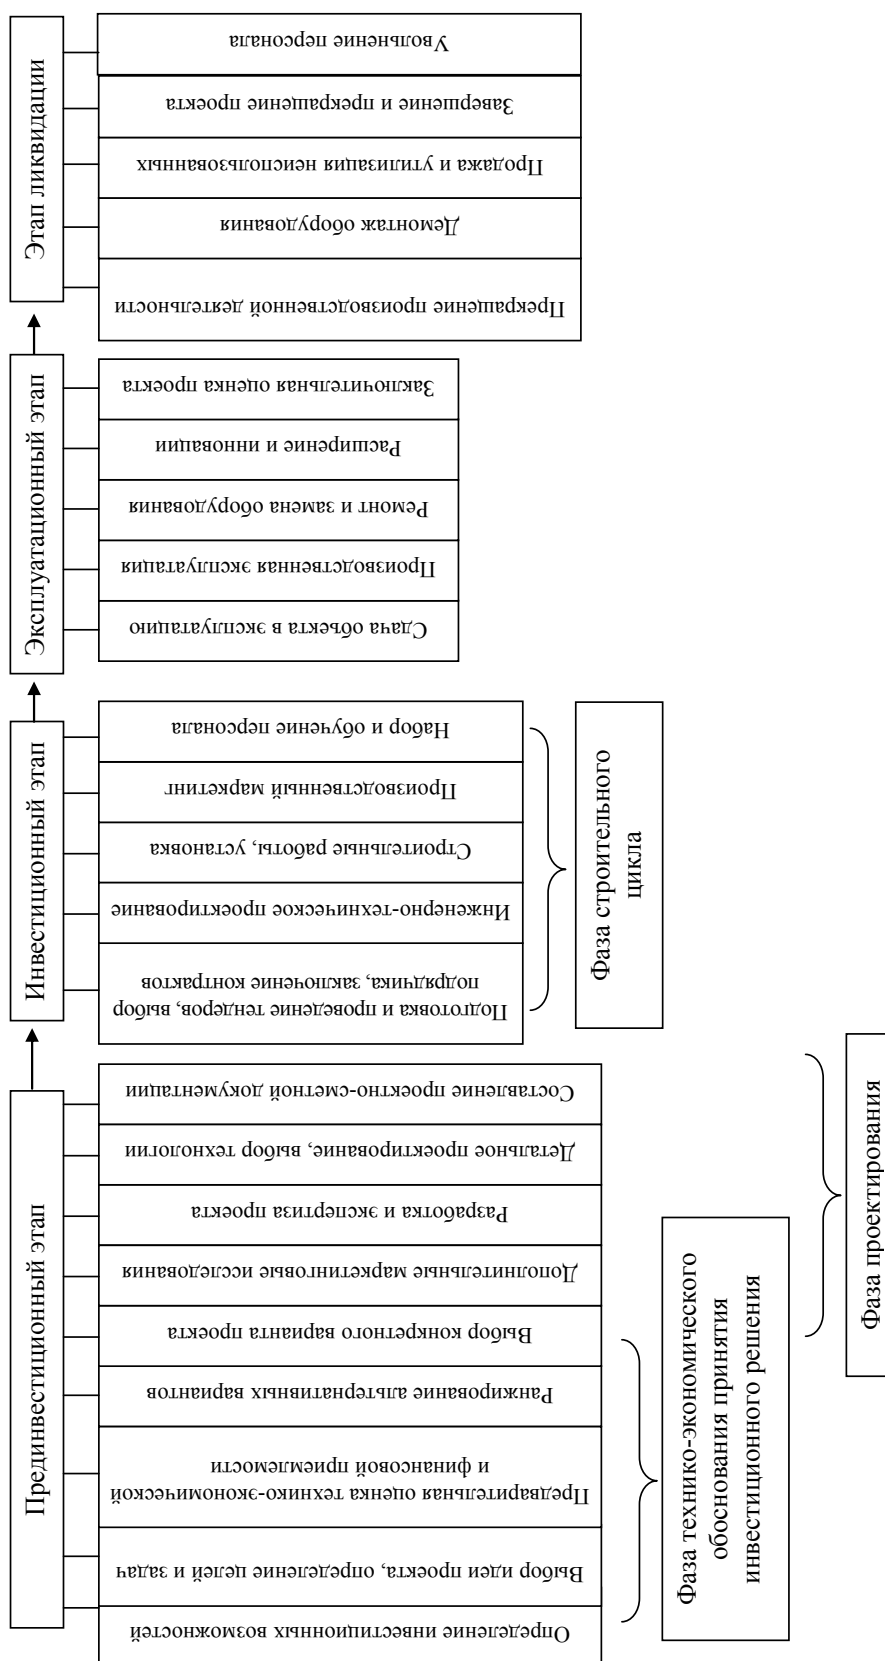 Прединвестиционный этап
Определение инвестиционных возможностей
Выбор идеи проекта, определение целей и задач
Предварительная оценка технико-экономической
и финансовой приемлемости
Ранжирование альтернативных вариантов
Выбор конкретного варианта проекта
Дополнительные маркетинговые исследования
Разработка и экспертиза проекта
Детальное проектирование, выбор технологии
Составление проектно-сметной документации
Фаза технико-экономического
обоснования принятия
инвестиционного решения
Фаза проектирования
Инвестиционный этап
Подготовка и проведение тендеров, выбор
подрядчика, заключение контрактов
Инженерно-техническое проектирование
Строительные работы, установка
Производственный маркетинг
Набор и обучение персонала
Фаза строительного
цикла
Эксплуатационный этап
Сдача объекта в эксплуатацию
Производственная эксплуатация
Ремонт и замена оборудования
Расширение и инновации
Заключительная оценка проекта
Этап ликвидации
Прекращение производственной деятельности
Демонтаж оборудования
Продажа и утилизация неиспользованных
Завершение и прекращение проекта
Увольнение персонала